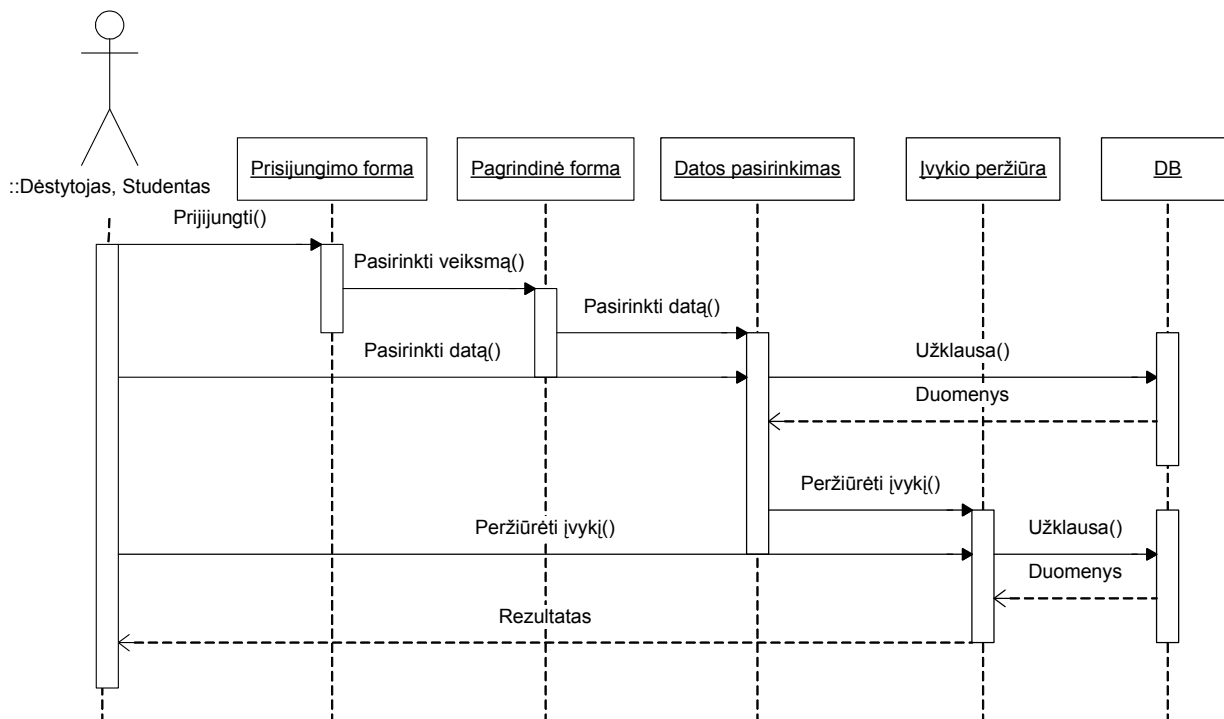 ::Dėstytojas, Studentas
Prisijungimo forma
Pagrindinė forma
Datos pasirinkimas
Įvykio peržiūra
DB
Prijijungti()
Pasirinkti veiksmą()
Pasirinkti datą()
Pasirinkti datą()
Užklausa()
Duomenys
Peržiūrėti įvykį()
Peržiūrėti įvykį()
Užklausa()
Duomenys
Rezultatas